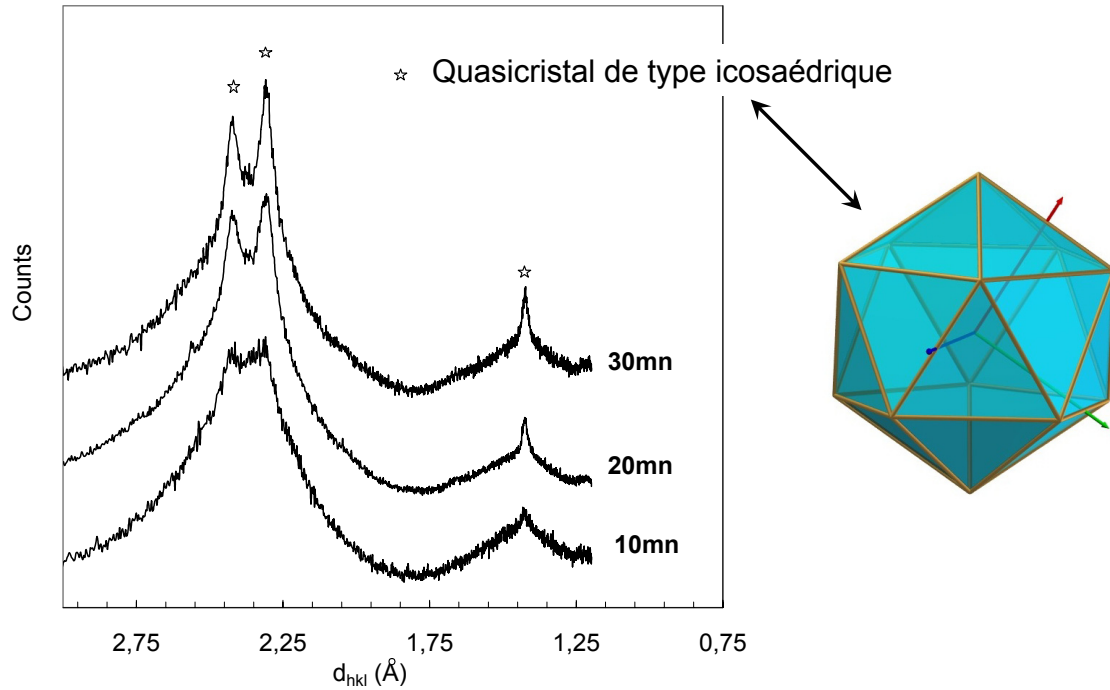 ☆ Quasicristal de type icosaédrique
Counts
30mn
20mn
10mn
2,75 2,25 1,75 1,25 0,75
dhkl (Å)